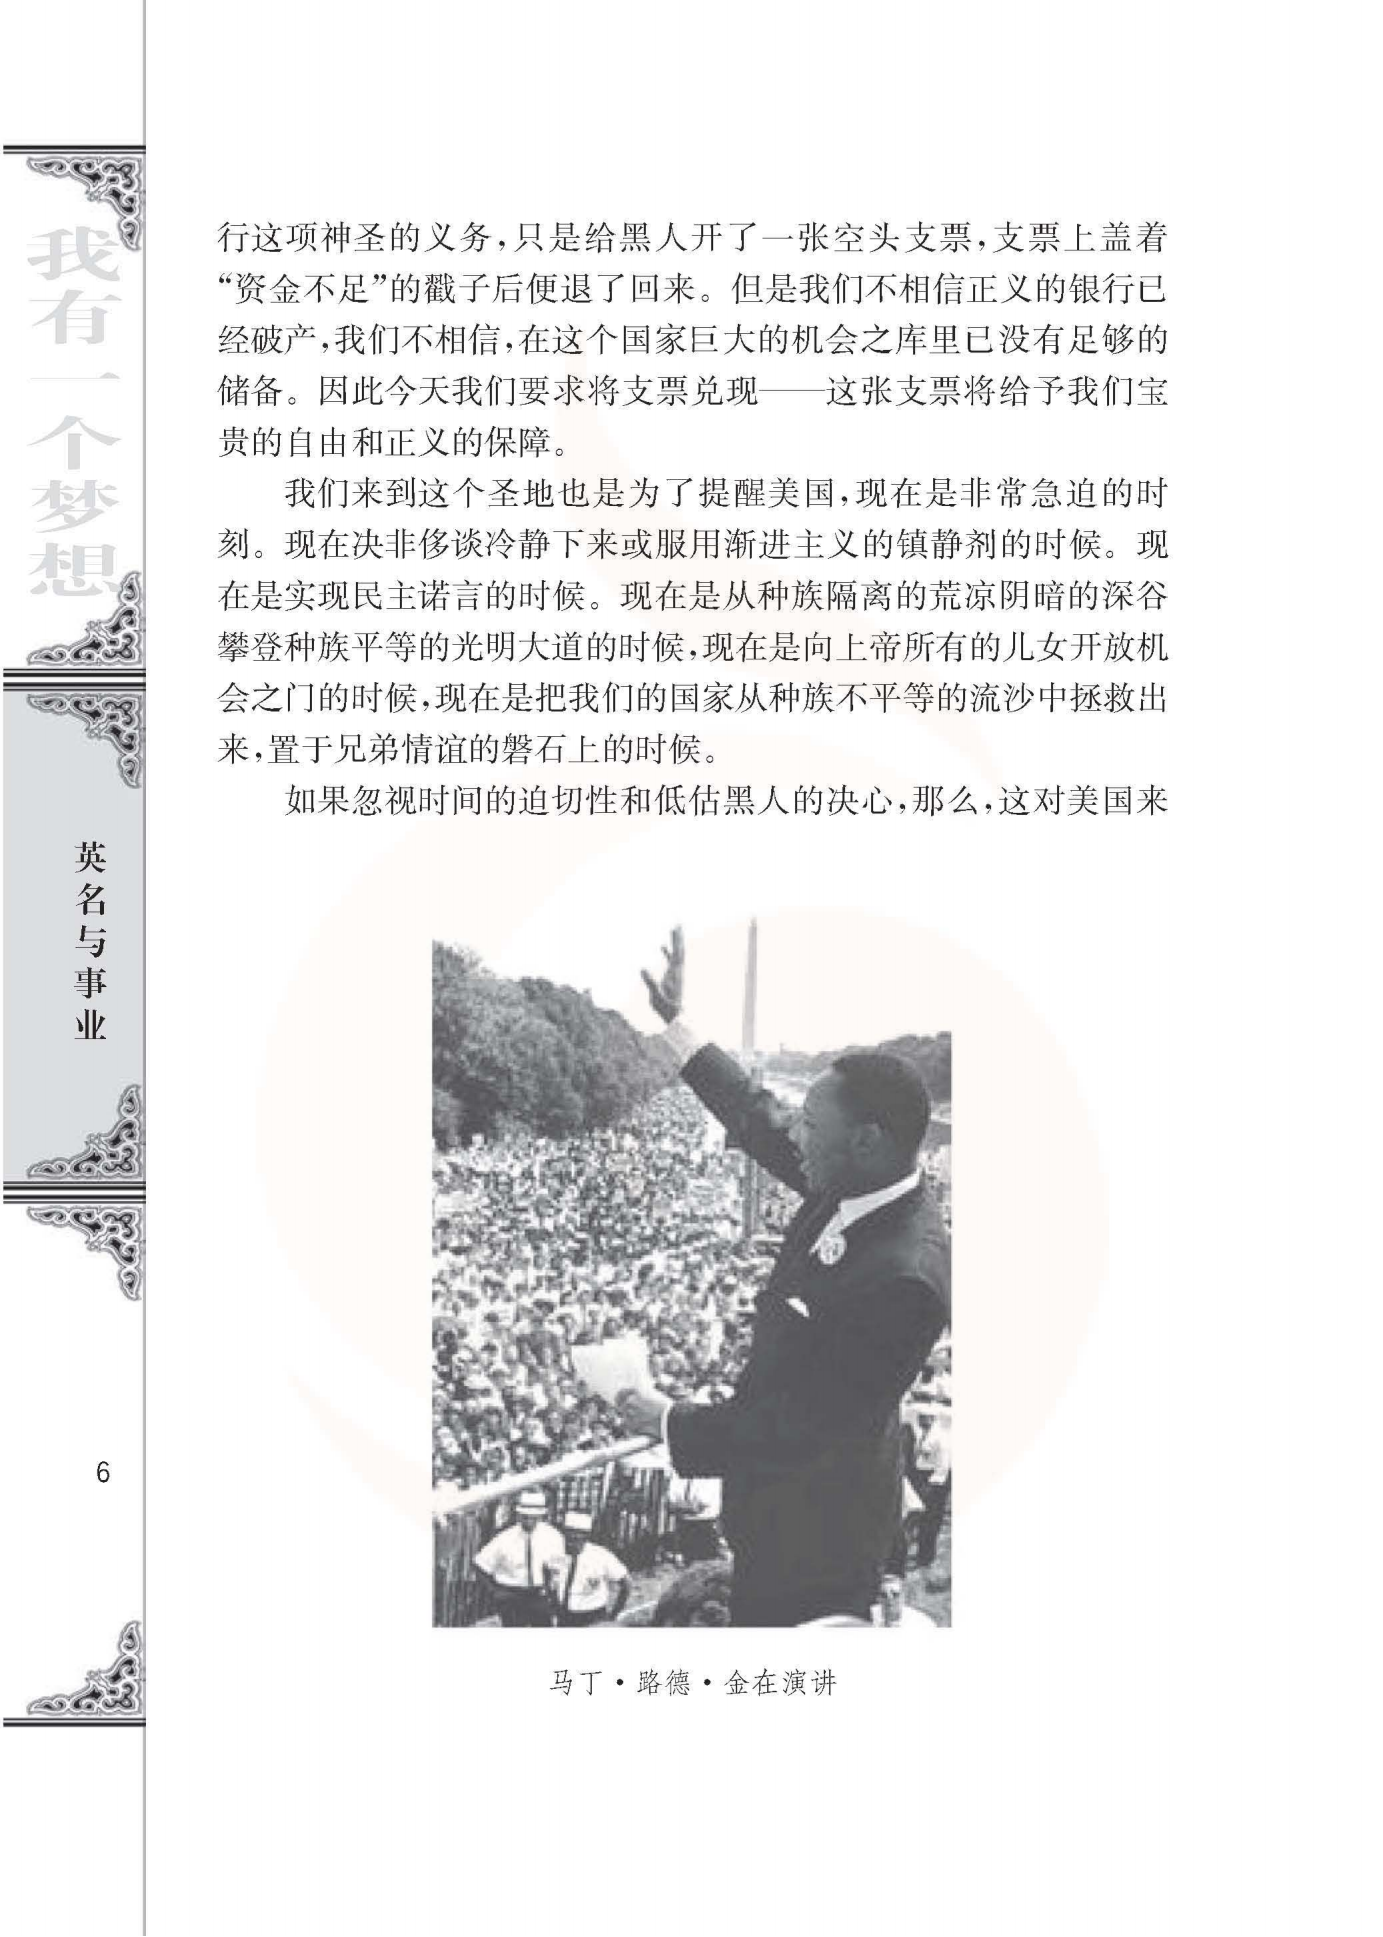 我有一个梦想
英名与事业
6
行这项神圣的义务,只是给黑人开了一张空头支票,支票上盖着
“资金不足”的戳子后便退了回来。但是我们不相信正义的银行已
经破产,我们不相信,在这个国家巨大的机会之库里已没有足够的
储备。因此今天我们要求将支票兑现——这张支票将给予我们宝
贵的自由和正义的保障。
我们来到这个圣地也是为了提醒美国,现在是非常急迫的时
刻。现在决非侈谈冷静下来或服用渐进主义的镇静剂的时候。现
在是实现民主诺言的时候。现在是从种族隔离的荒凉阴暗的深谷
攀登种族平等的光明大道的时候,现在是向上帝所有的儿女开放机
会之门的时候,现在是把我们的国家从种族不平等的流沙中拯救出
来,置于兄弟情谊的磐石上的时候。
如果忽视时间的迫切性和低估黑人的决心,那么,这对美国来
马丁·路德·金在演讲